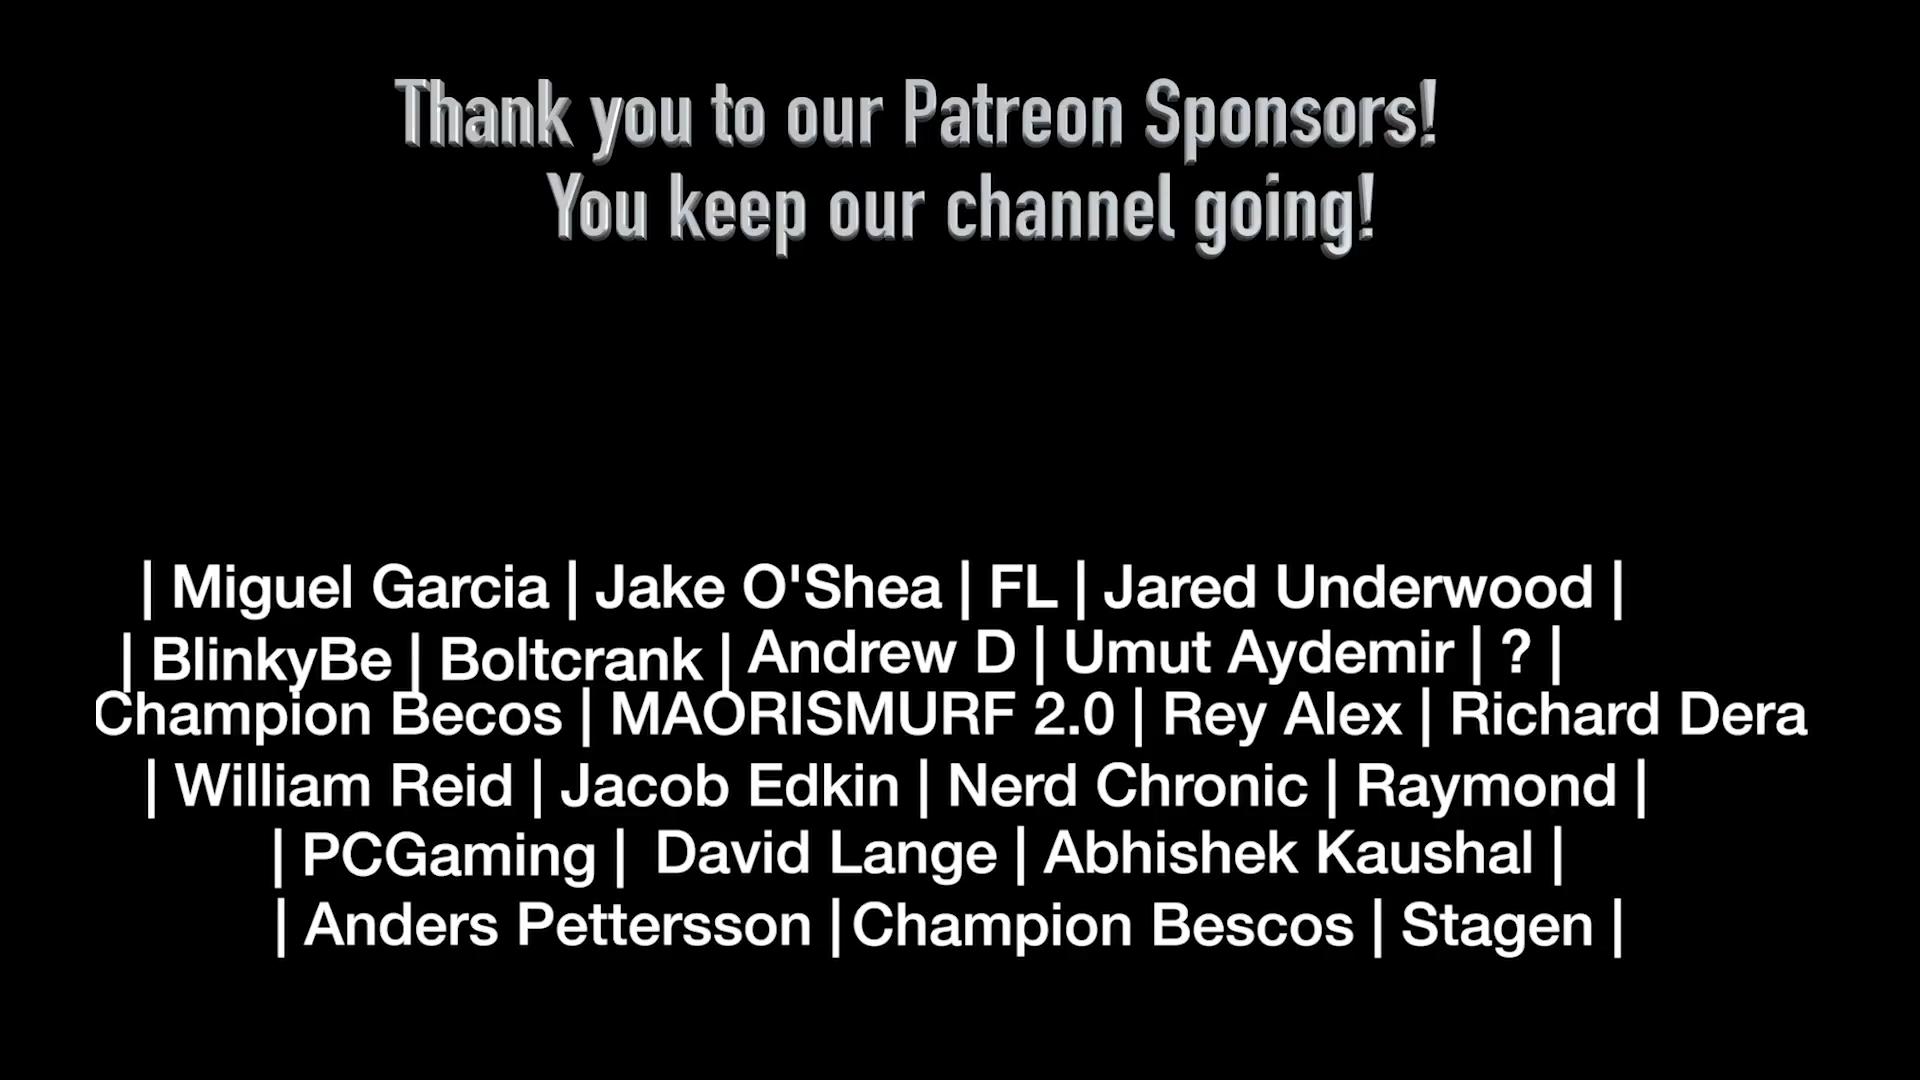 Thank you to our Patreon Sponsors!
You keep our channel going!
| Miguel Garcia | Jake O'Shea | FL | Jared Underwood |
| BlinkyBe | Boltcrank | Andrew D | Umut Aydemir | ? |
Champion Becos | MAORISMURF 2.0 | Rey Alex | Richard Dera
| William Reid | Jacob Edkin | Nerd Chronic | Raymond |
| PCGaming | David Lange | Abhishek Kaushal |
| Anders Pettersson | Champion Bescos | Stagen |